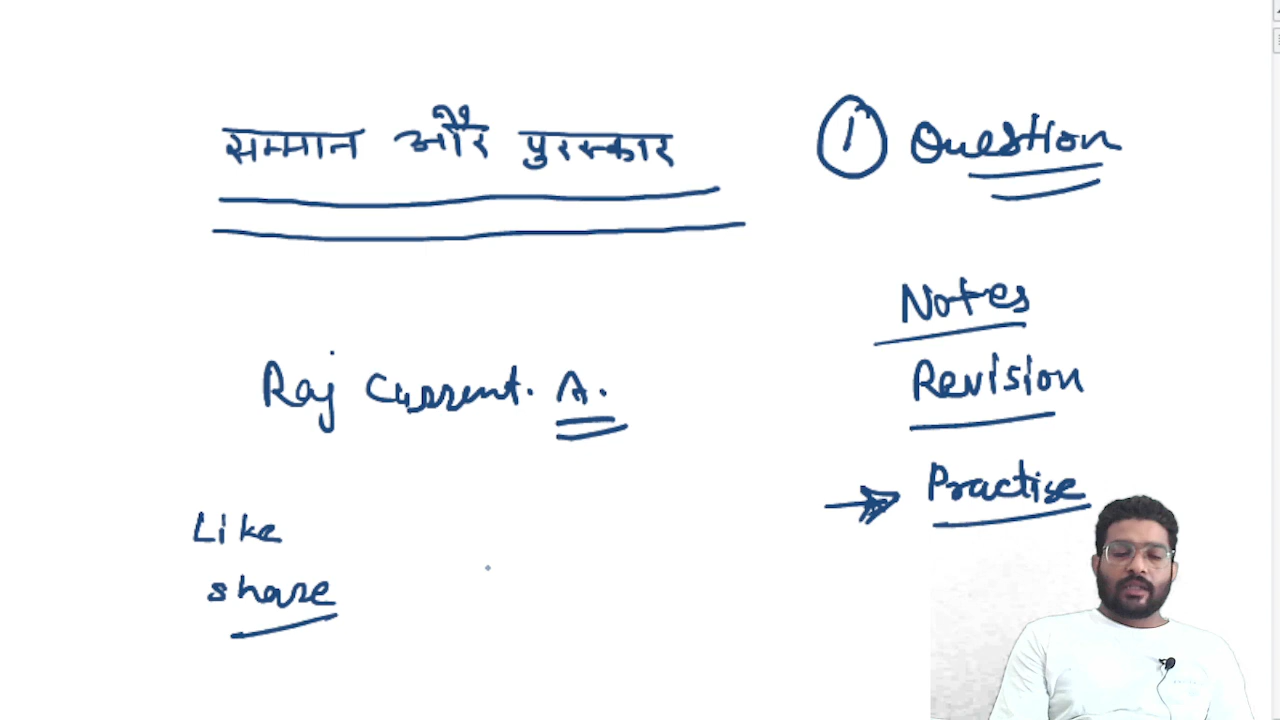 सम्मान और पुरस्कार
① Question
Notes
Revision
Raj Current. A.
→ Practise
Like
share